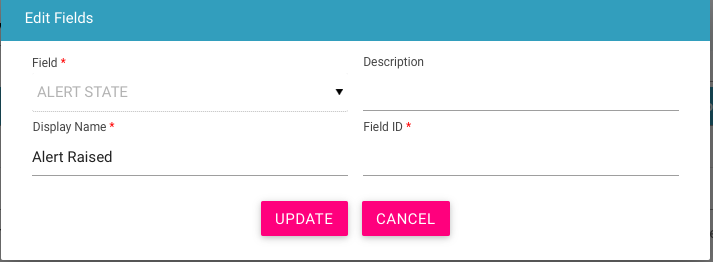 Edit Fields
Field *
Description
ALERT STATE
Display Name *
Field ID *
Alert Raised
UPDATE
CANCEL